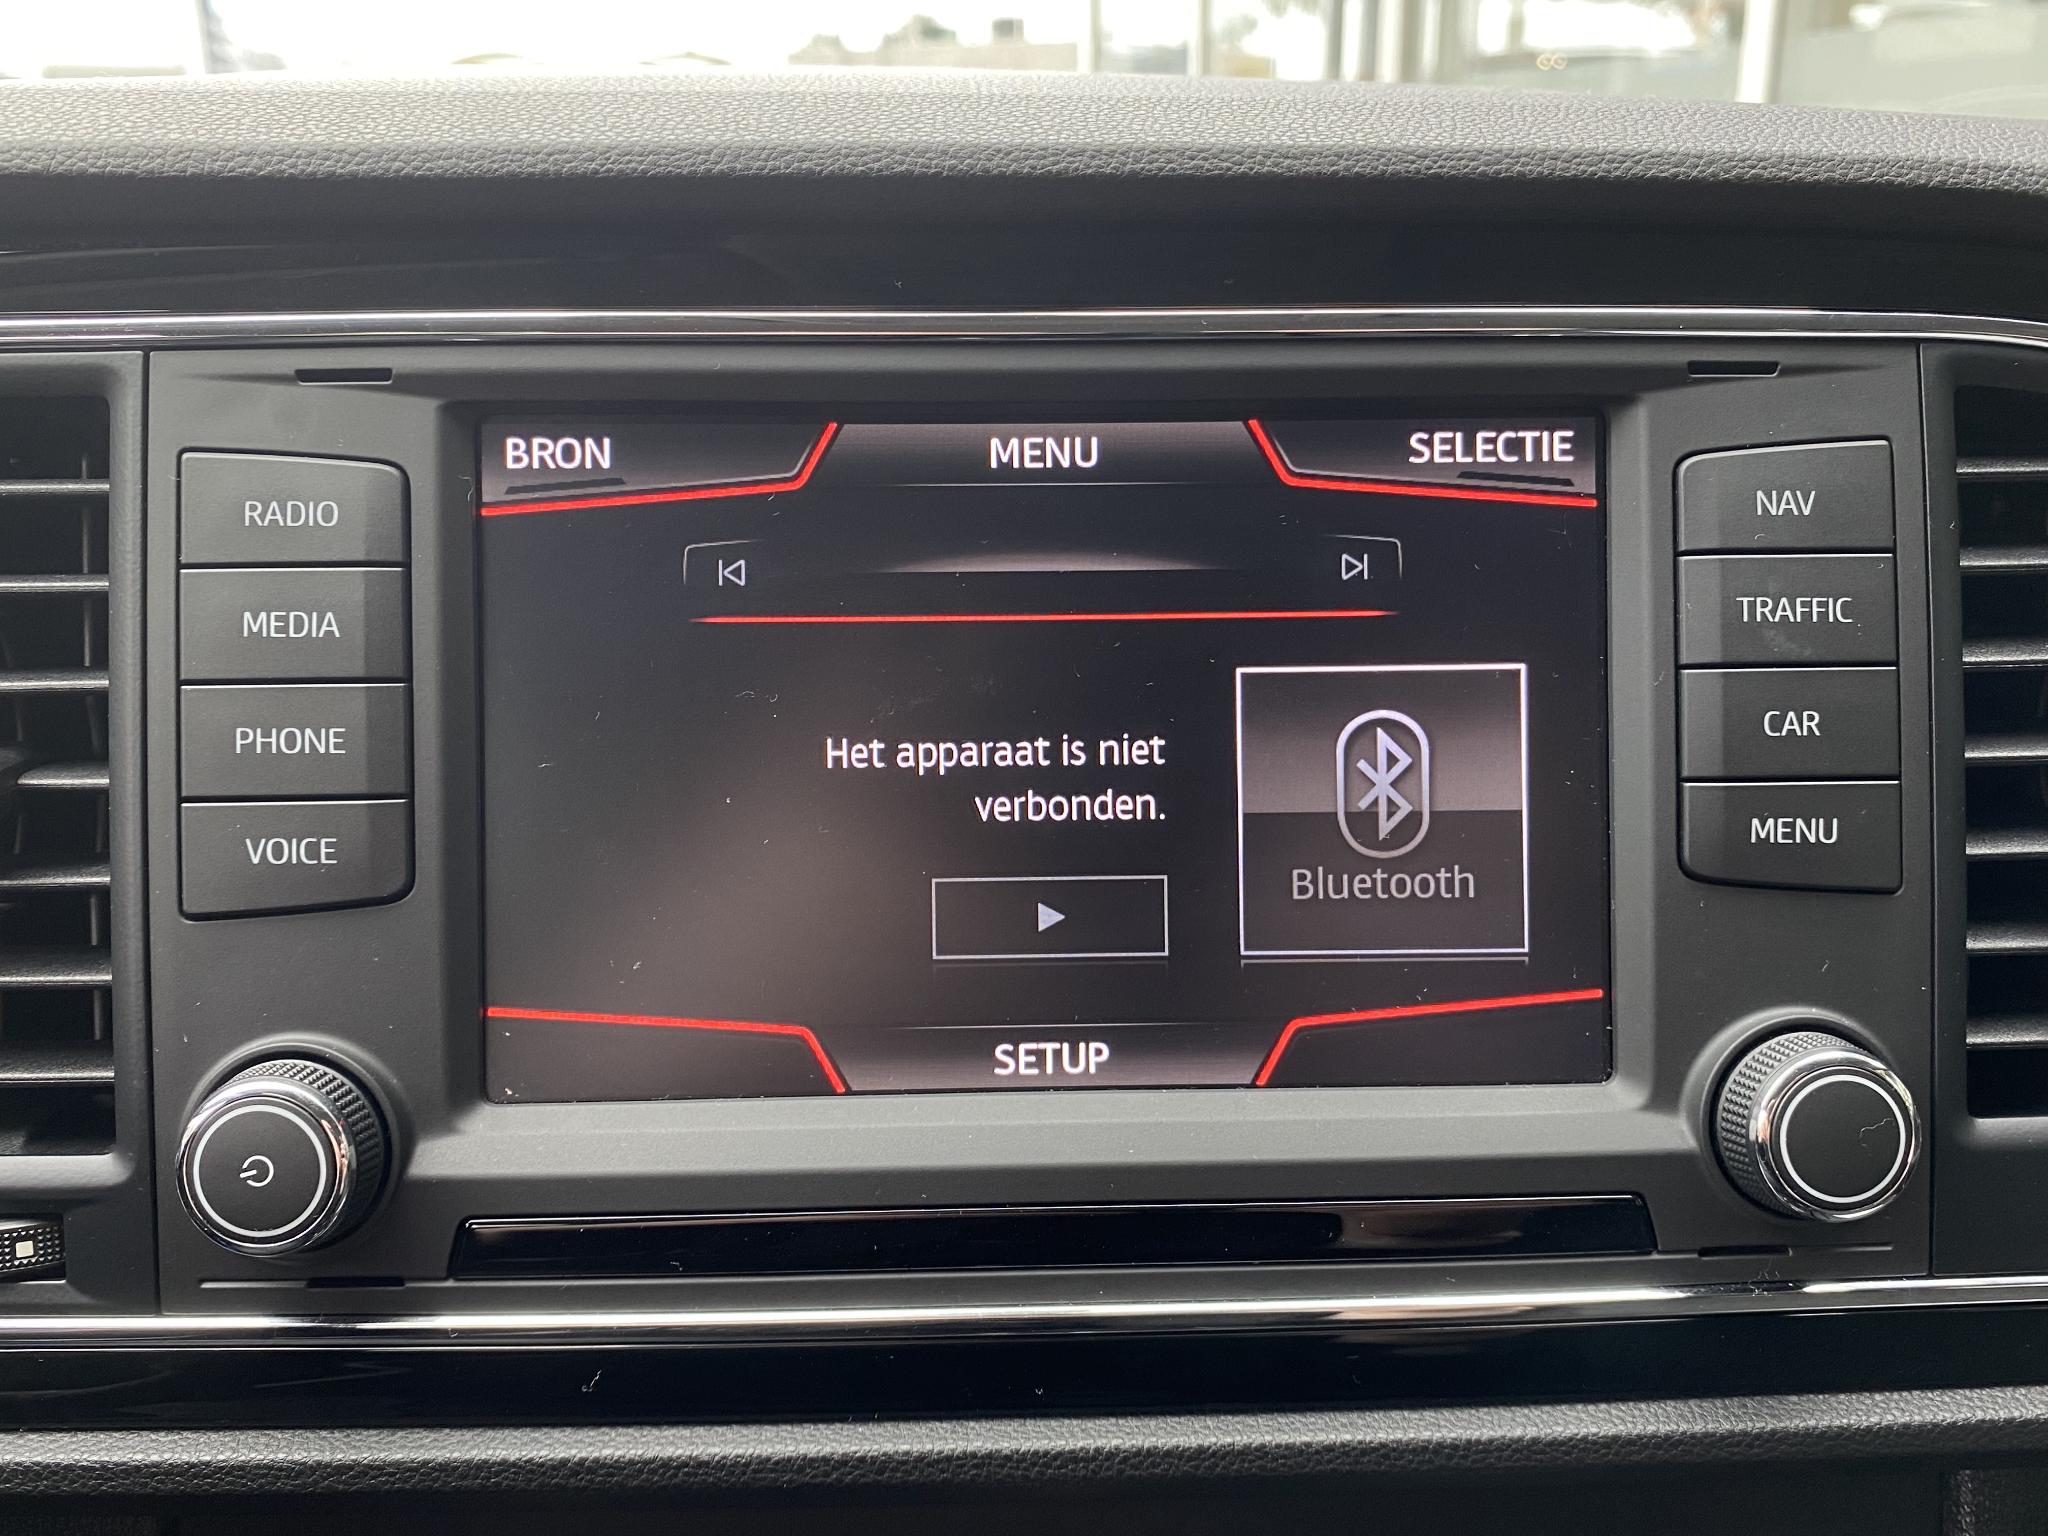 BRON
MENU
SELECTIE
RADIO
MEDIA
PHONE
VOICE
Het apparaat is niet
verbonden.
Bluetooth
SETUP
NAV
TRAFFIC
CAR
MENU